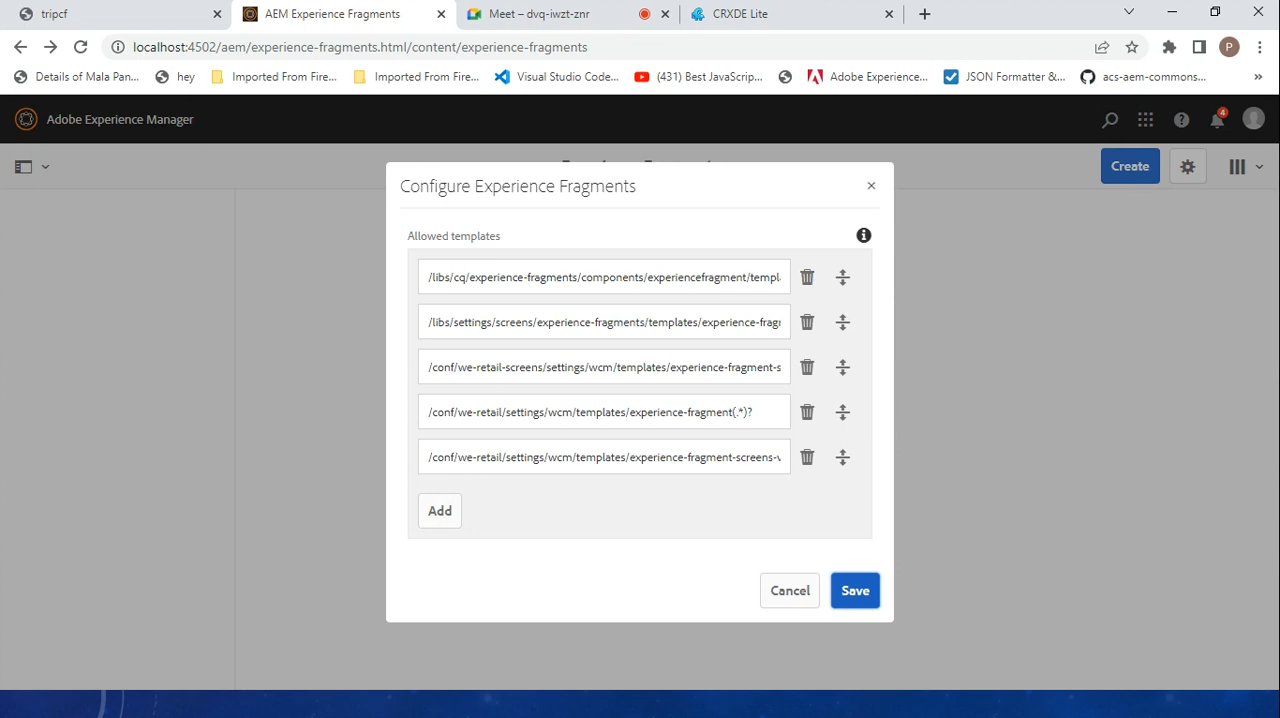 tripcf
AEM Experience Fragments
Meet – dvq-iwzt-znr
CRXDE Lite
localhost:4502/aem/experience-fragments.html/content/experience-fragments
P
Details of Mala Pan...
hey
Imported From Fire...
Imported From Fire...
Visual Studio Code...
(431) Best JavaScrip...
Adobe Experience...
JSON Formatter &...
acs-aem-commons...
»
Adobe Experience Manager
4
Create
Configure Experience Fragments
Allowed templates
/libs/cq/experience-fragments/components/experiencefragment/templ
/libs/settings/screens/experience-fragments/templates/experience-fragr
/conf/we-retail-screens/settings/wcm/templates/experience-fragment-s
/conf/we-retail/settings/wcm/templates/experience-fragment(.*)?
/conf/we-retail/settings/wcm/templates/experience-fragment-screens-v
Add
Cancel
Save